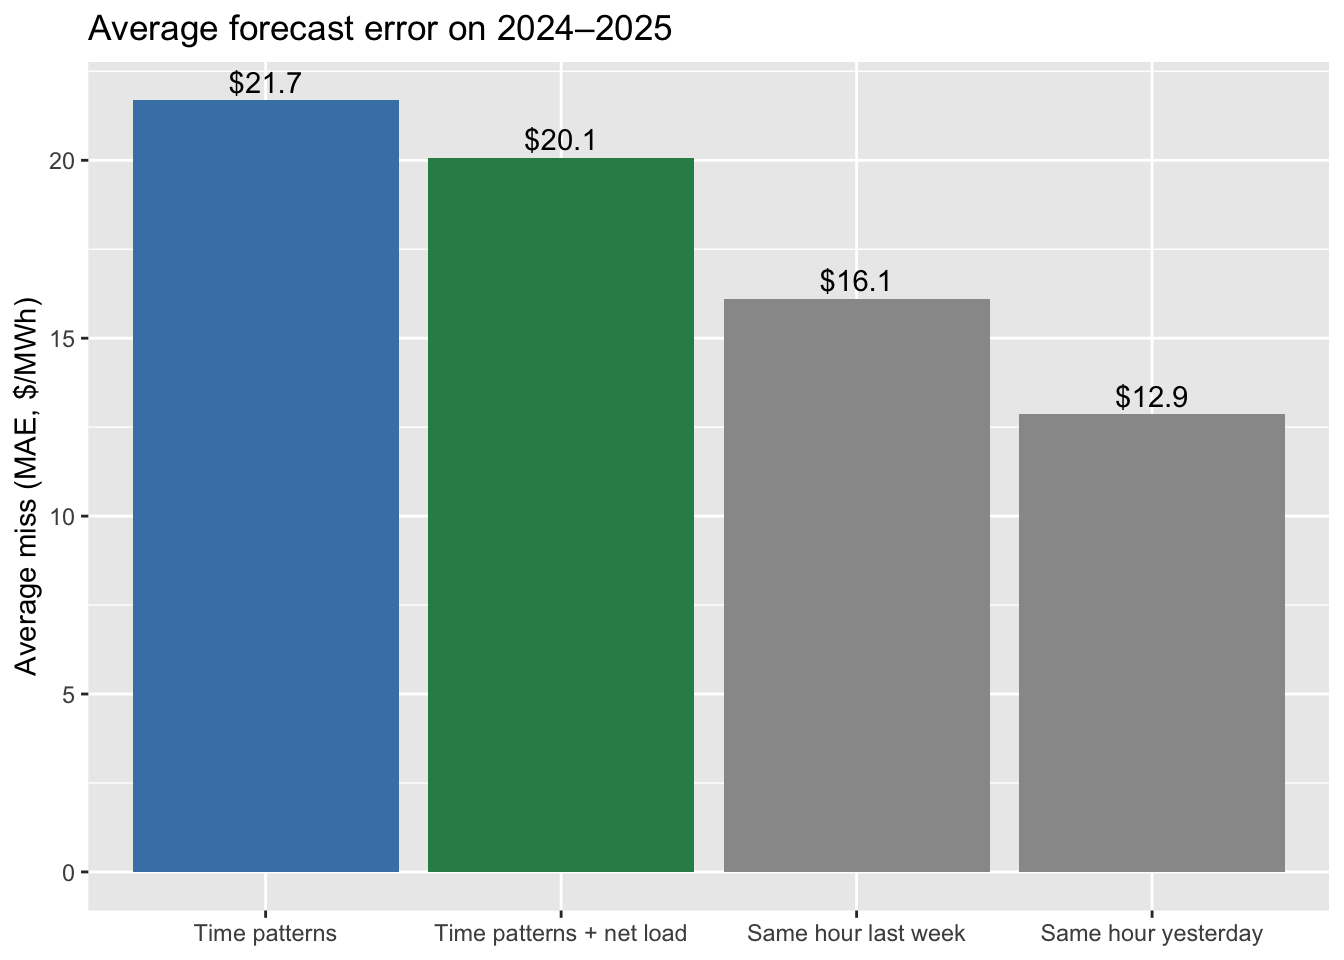 Average forecast error on 2024–2025
Average miss (MAE, $/MWh)
20
15
10
5
0
$21.7
$20.1
$16.1
$12.9
Time patterns
Time patterns + net load
Same hour last week
Same hour yesterday